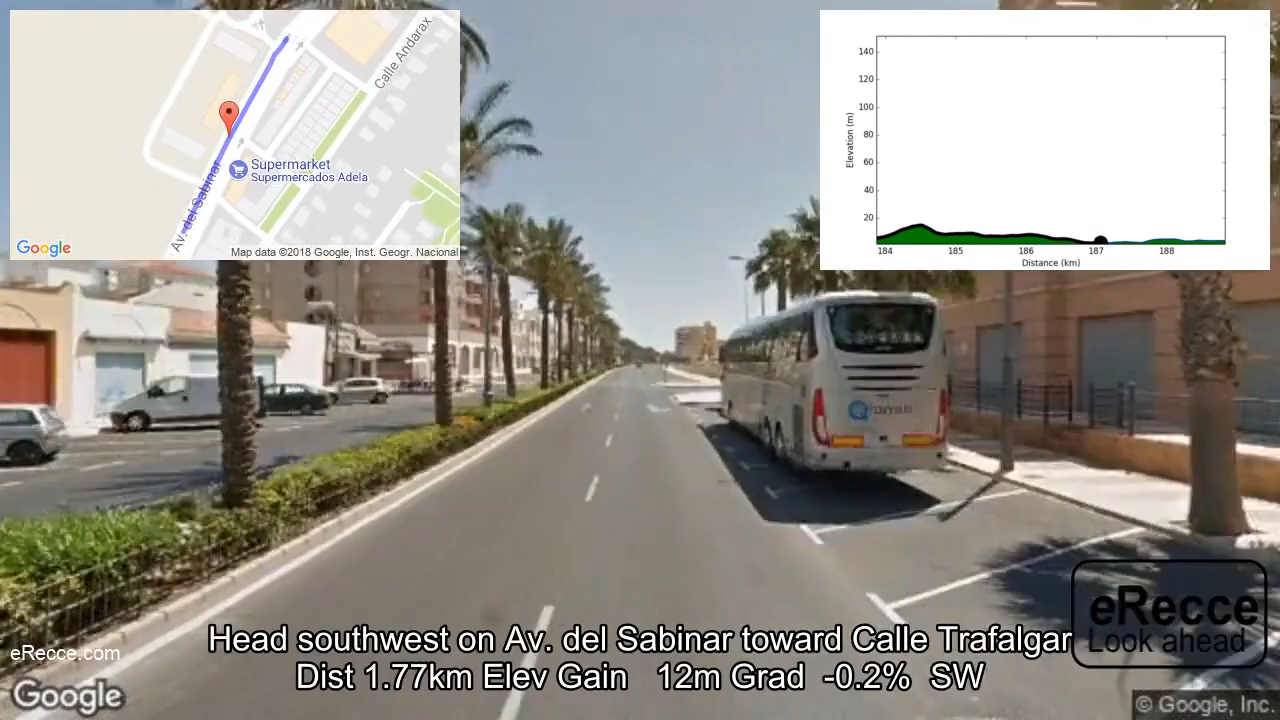 Calle Andarax
Supermarket
Supermercados Adela
Av. del Sabinar
Google
Map data ©2018 Google, Inst. Geogr. Nacional
Elevation (m)
140
120
100
80
60
40
20
184 185 186 187 188
Distance (km)
eRecce
Look ahead
Head southwest on Av. del Sabinar toward Calle Trafalgar
eRecce.com
Dist 1.77km Elev Gain 12m Grad -0.2% SW
Google
© Google, Inc.